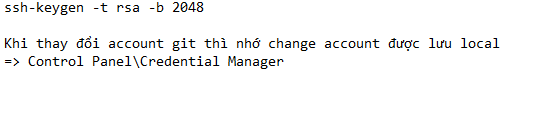 ssh-keygen -t rsa -b 2048
Khi thay đổi account git thì nhớ change account được lưu local
=> Control Panel\Credential Manager